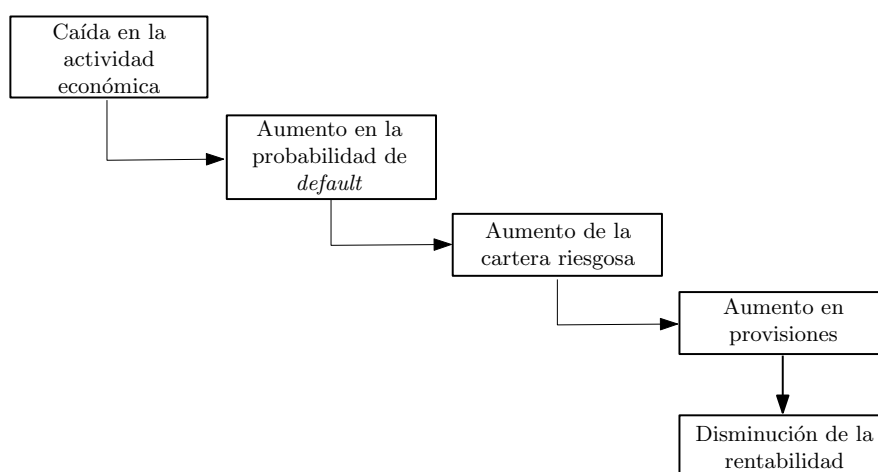 Caída en la
actividad
económica
Aumento en la
probabilidad de
default
Aumento de la
cartera riesgosa
Aumento en
provisiones
Disminución de la
rentabilidad